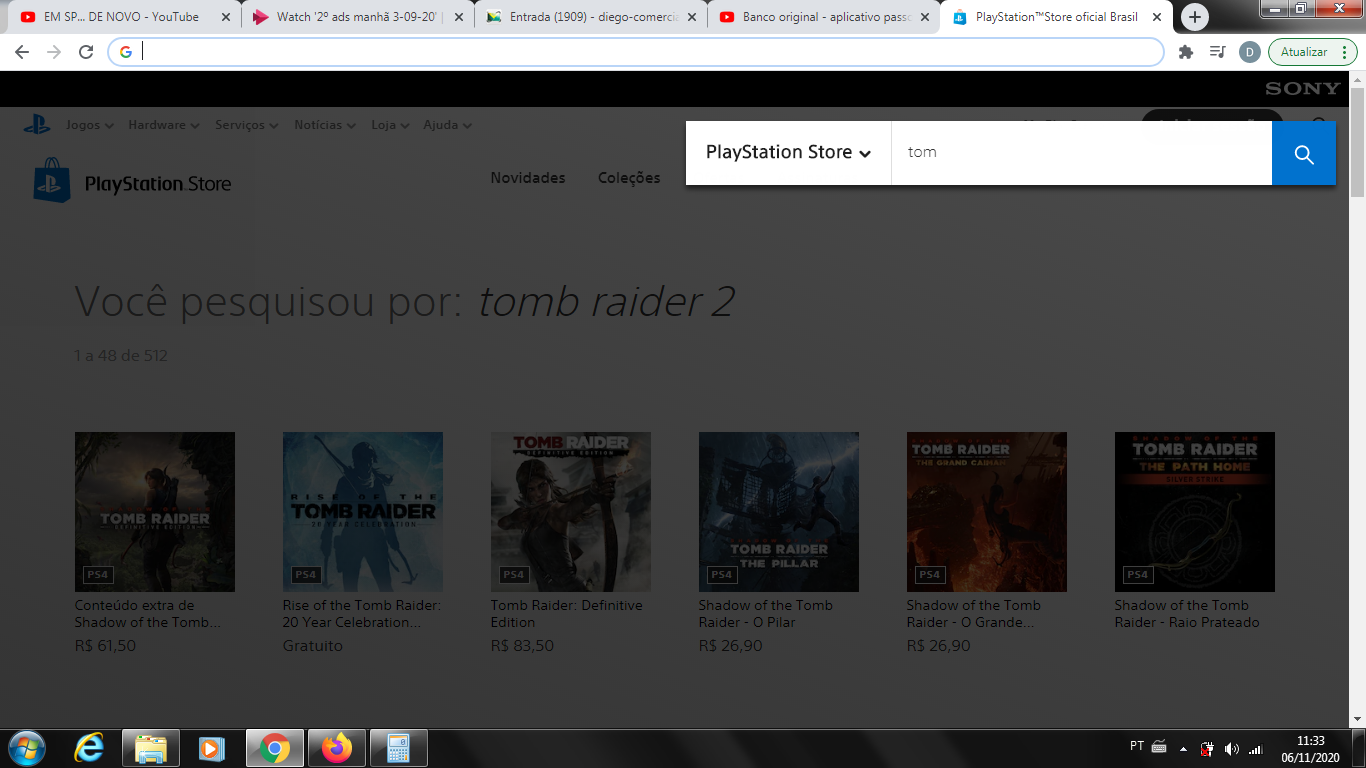 EM SP... DE NOVO - YouTube
Watch '2º ads manhã 3-09-20' |
Entrada (1909) - diego-comercia
Banco original - aplicativo passo
PlayStation™Store oficial Brasil
D
Atualizar
SONY
Jogos Hardware Serviços Notícias Loja Ajuda
PlayStation Store
tom
PlayStation.Store
Novidades
Coleções
Você pesquisou por: tomb raider 2
1 a 48 de 512
TOMB RAIDER
DEFINITIVE EDITION
PS4
RISE OF THE
TOMB RAIDER
20 YEAR CELEBRATION
PS4
TOMB RAIDER
DEFINITIVE EDITION
PS4
SHADOW OF THE
TOMB RAIDER
THE PILLAR
PS4
SHADOW OF THE
TOMB RAIDER
THE GRAND CAIMAN
PS4
SHADOW OF THE
TOMB RAIDER
THE PATH HOME
SILVER STRIKE
PS4
Conteúdo extra de
Shadow of the Tomb...
R$ 61,50
Rise of the Tomb Raider:
20 Year Celebration...
Gratuito
Tomb Raider: Definitive
Edition
R$ 83,50
Shadow of the Tomb
Raider - O Pilar
R$ 26,90
Shadow of the Tomb
Raider - O Grande...
R$ 26,90
Shadow of the Tomb
Raider - Raio Prateado
PT
11:33
06/11/2020